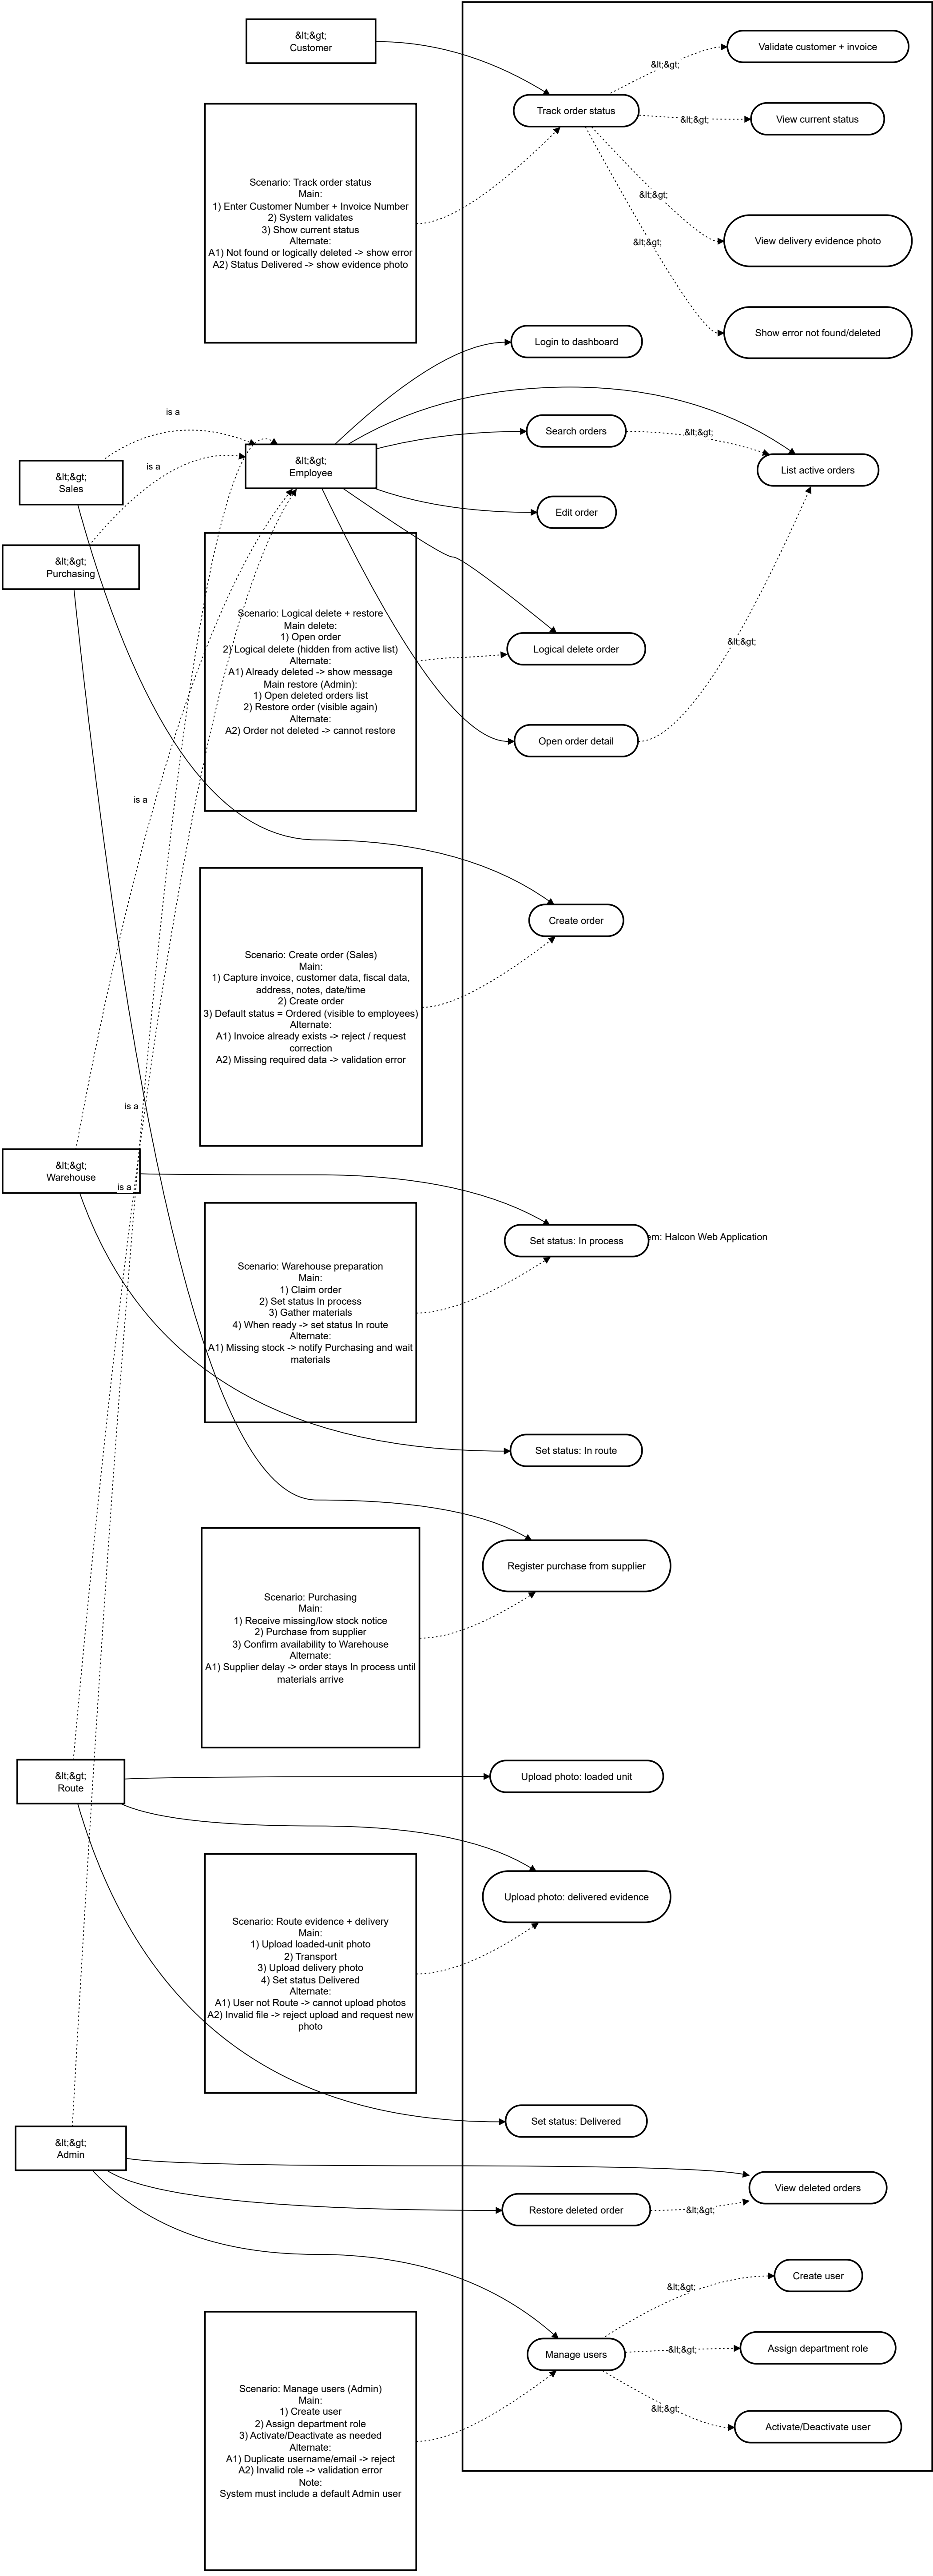 &lt;&gt;
Customer
Validate customer + invoice
&lt;&gt;
Track order status
&lt;&gt;
View current status
Scenario: Track order status
Main:
1) Enter Customer Number + Invoice Number
2) System validates
3) Show current status
Alternate:
A1) Not found or logically deleted -> show error
A2) Status Delivered -> show evidence photo
&lt;&gt;
View delivery evidence photo
&lt;&gt;
Show error not found/deleted
Login to dashboard
is a
Search orders
&lt;&gt;
is a
&lt;&gt;
Employee
List active orders
&lt;&gt;
Sales
Edit order
&lt;&gt;
Purchasing
Scenario: Logical delete + restore
Main delete:
1) Open order
2) Logical delete (hidden from active list)
Alternate:
A1) Already deleted -> show message
Main restore (Admin):
1) Open deleted orders list
2) Restore order (visible again)
Alternate:
A2) Order not deleted -> cannot restore
Logical delete order
&lt;&gt;
Open order detail
is a
Create order
Scenario: Create order (Sales)
Main:
1) Capture invoice, customer data, fiscal data,
address, notes, date/time
2) Create order
3) Default status = Ordered (visible to employees)
Alternate:
A1) Invoice already exists -> reject / request
correction
A2) Missing required data -> validation error
is a
&lt;&gt;
Warehouse
is a
Set status: In process
em: Halcon Web Application
Scenario: Warehouse preparation
Main:
1) Claim order
2) Set status In process
3) Gather materials
4) When ready -> set status In route
Alternate:
A1) Missing stock -> notify Purchasing and wait
materials
Set status: In route
Register purchase from supplier
Scenario: Purchasing
Main:
1) Receive missing/low stock notice
2) Purchase from supplier
3) Confirm availability to Warehouse
Alternate:
A1) Supplier delay -> order stays In process until
materials arrive
&lt;&gt;
Route
Upload photo: loaded unit
Upload photo: delivered evidence
Scenario: Route evidence + delivery
Main:
1) Upload loaded-unit photo
2) Transport
3) Upload delivery photo
4) Set status Delivered
Alternate:
A1) User not Route -> cannot upload photos
A2) Invalid file -> reject upload and request new
photo
Set status: Delivered
&lt;&gt;
Admin
View deleted orders
Restore deleted order
&lt;&gt;
Create user
&lt;&gt;
Manage users
&lt;&gt;
Assign department role
&lt;&gt;
Activate/Deactivate user
Scenario: Manage users (Admin)
Main:
1) Create user
2) Assign department role
3) Activate/Deactivate as needed
Alternate:
A1) Duplicate username/email -> reject
A2) Invalid role -> validation error
Note:
System must include a default Admin user